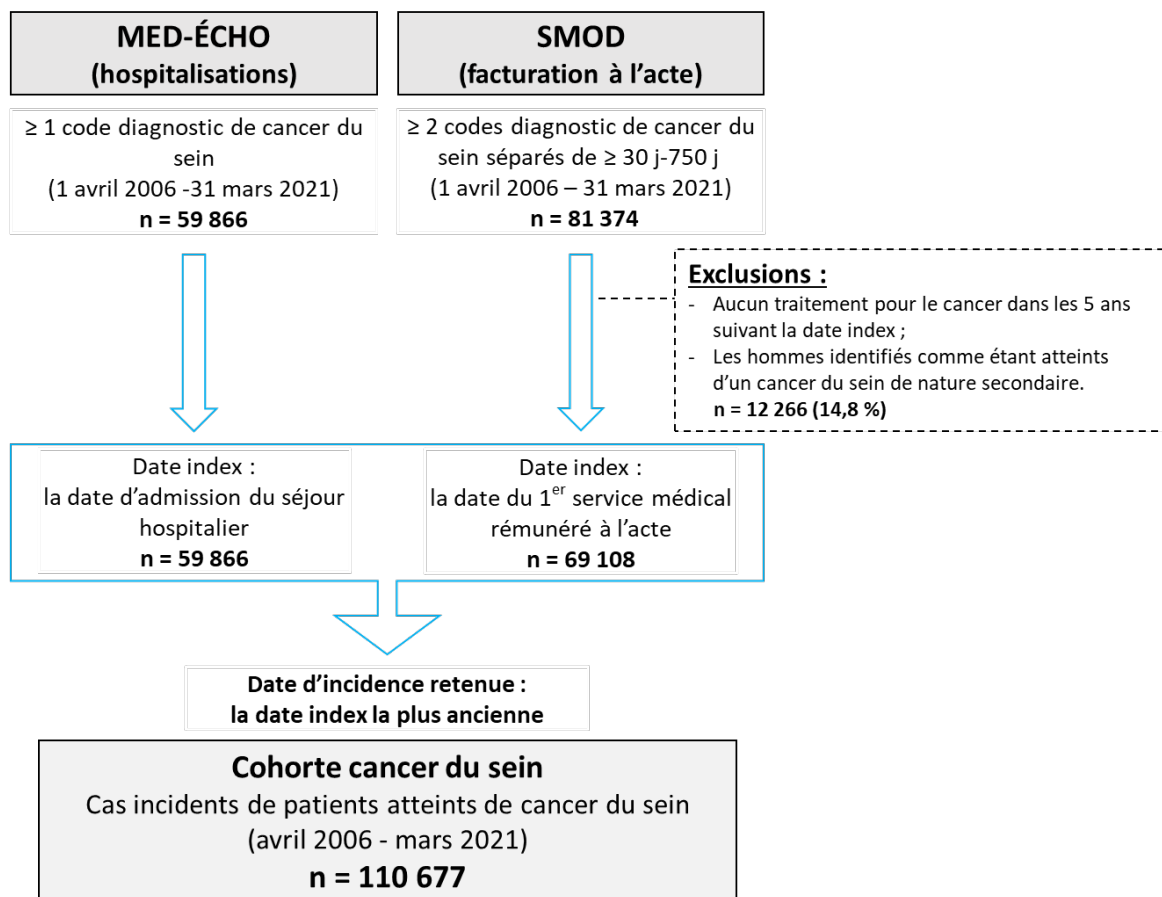 MED-ÉCHO
(hospitalisations)
≥ 1 code diagnostic de cancer du
sein
(1 avril 2006 -31 mars 2021)
n = 59 866
SMOD
(facturation à l'acte)
≥ 2 codes diagnostic de cancer du
sein séparés de ≥ 30 j-750 j
(1 avril 2006 – 31 mars 2021)
n = 81 374
Exclusions :
- Aucun traitement pour le cancer dans les 5 ans
suivant la date index ;
- Les hommes identifiés comme étant atteints
d'un cancer du sein de nature secondaire.
n = 12 266 (14,8 %)
Date index :
la date d'admission du séjour
hospitalier
n = 59 866
Date index :
la date du 1er service médical
rémunéré à l'acte
n = 69 108
Date d'incidence retenue :
la date index la plus ancienne
Cohorte cancer du sein
Cas incidents de patients atteints de cancer du sein
(avril 2006 - mars 2021)
n = 110 677